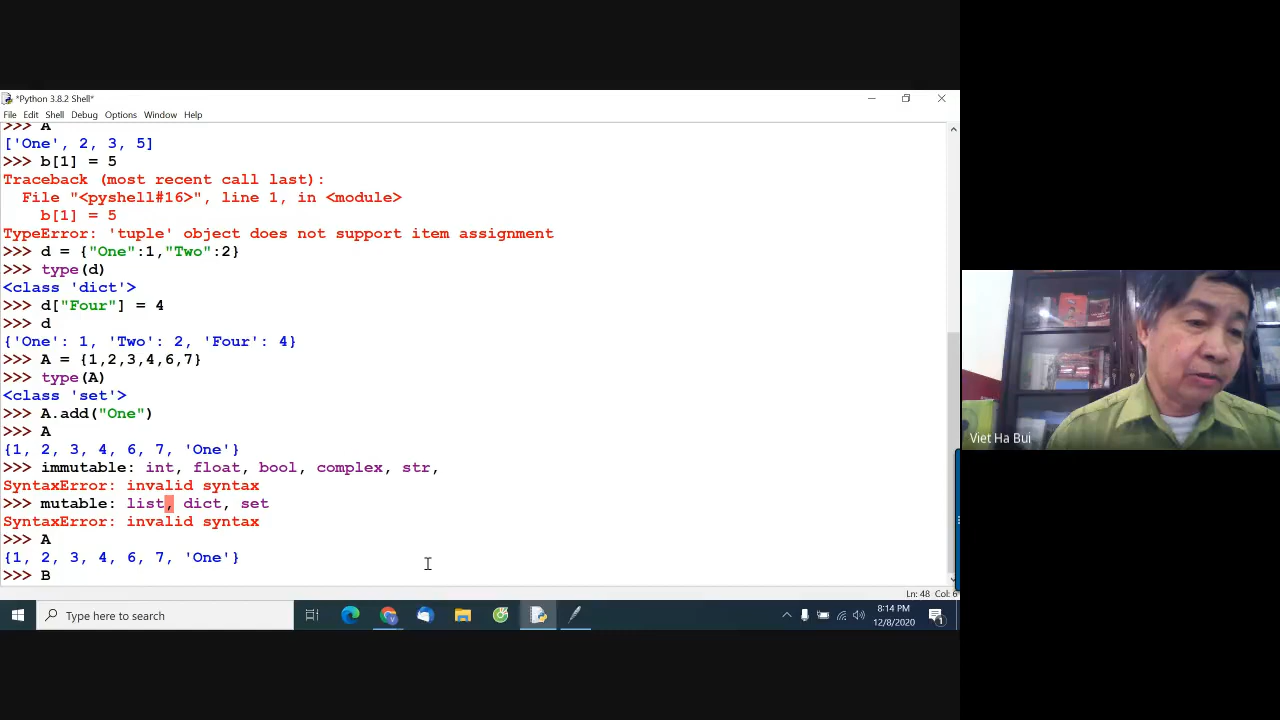 *Python 3.8.2 Shell*
File Edit Shell Debug Options Window Help
>>> A
['One', 2, 3, 5]
>>> b[1] = 5
Traceback (most recent call last):
File "<pyshell#16>", line 1, in <module>
b[1] = 5
TypeError: 'tuple' object does not support item assignment
>>> d = {"One":1,"Two":2}
>>> type(d)
<class 'dict'>
>>> d["Four"] = 4
>>> d
{'One': 1, 'Two': 2, 'Four': 4}
>>> A = {1,2,3,4,6,7}
>>> type(A)
<class 'set'>
>>> A.add("One")
>>> A
{1, 2, 3, 4, 6, 7, 'One'}
>>> immutable: int, float, bool, complex, str,
SyntaxError: invalid syntax
>>> mutable: list, dict, set
SyntaxError: invalid syntax
>>> A
{1, 2, 3, 4, 6, 7, 'One'}
>>> B
Ln: 48 Col: 6
Type here to search
8:14 PM
12/8/2020
1
Viet Ha Bui